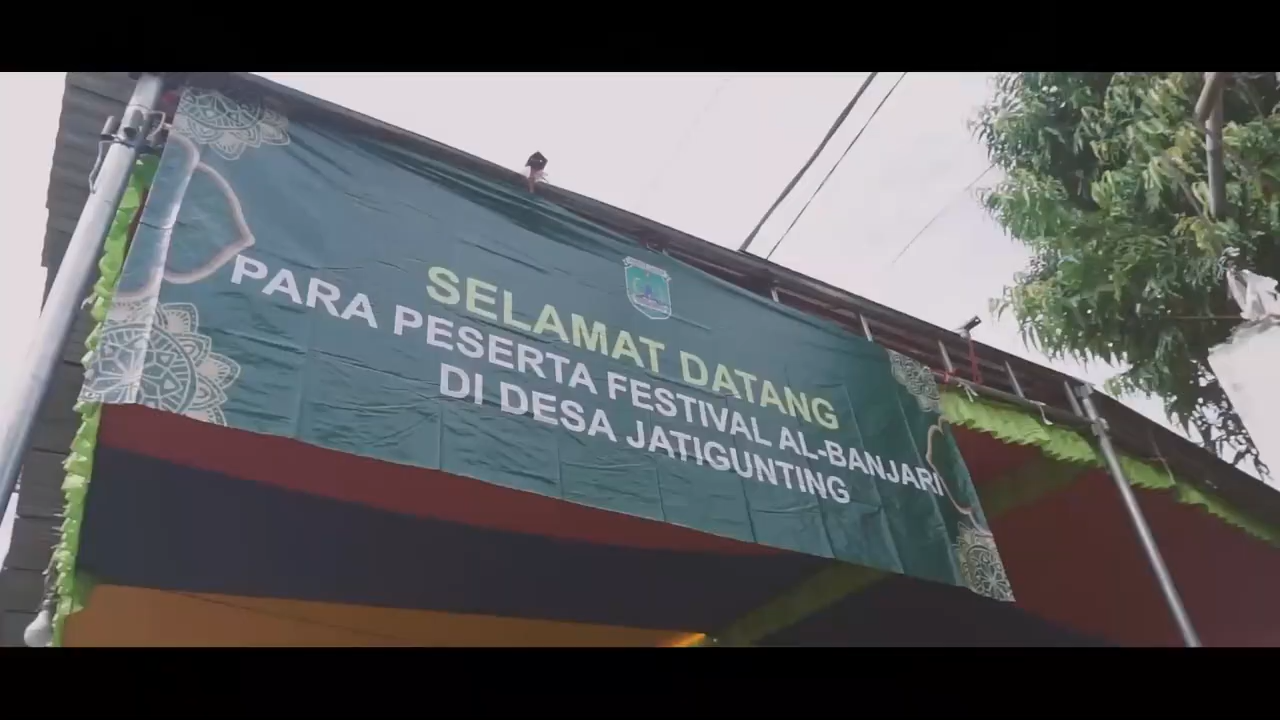 SELAMAT DATANG
PARA PESERTA FESTIVAL AL-BANJARI
DI DESA JATIGUNTING